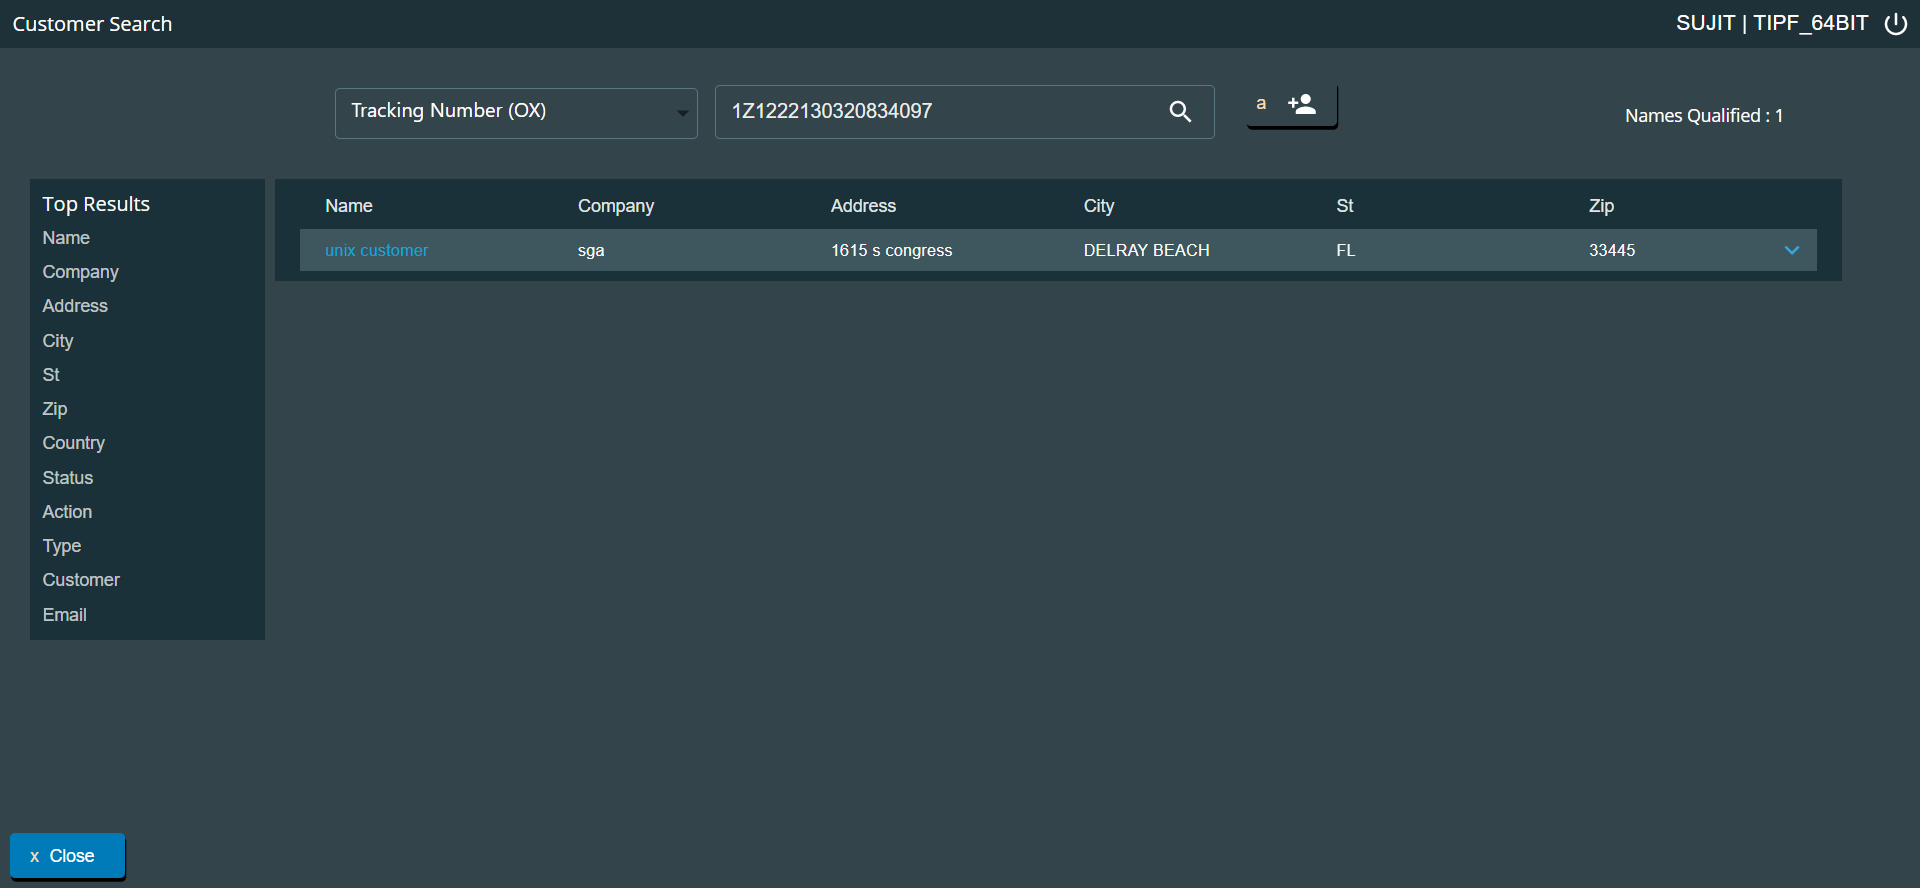 Customer Search
SUJIT | TIPF_64BIT
Tracking Number (OX)
1Z1222130320834097
a
Names Qualified : 1
Top Results
Name
Company
Address
City
St
Zip
Country
Status
Action
Type
Customer
Email
Name Company Address City St Zip
unix customer sga 1615 s congress DELRAY BEACH FL 33445
x Close